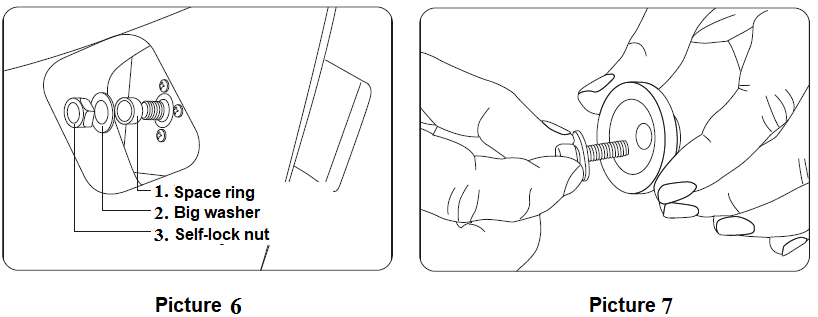 1. Space ring
2. Big washer
3. Self-lock nut
Picture 6
Picture 7